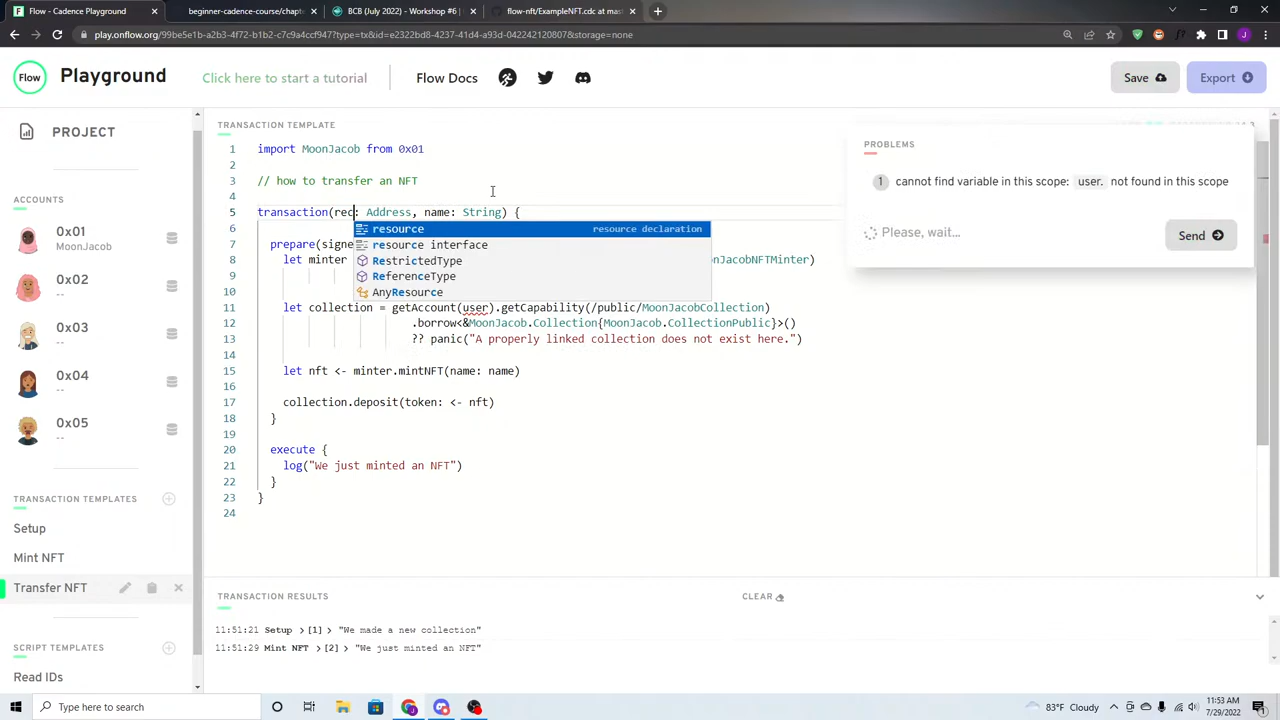 Flow - Cadence
beginner-cadence-course/chapte
BCB (July 2022) - Workshop #6 |
flow-nft/ExampleNFT.cdc at mast
play.onflow.org/99be5e1b-a2b3-4f72-b1b2-c7c9a4ccf947?type=tx&id=e2322bd8-4237-41d4-a93d-042242120807&storage=none
Flow
Playground
Click here to start a tutorial
Flow Docs
Save
Export
PROJECT
ACCOUNTS
0x01
MoonJacob
0x02
--
0x03
--
0x04
--
0x05
--
TRANSACTION TEMPLATES
Setup
Mint NFT
Transfer NFT
SCRIPT TEMPLATES
Read IDs
TRANSACTION TEMPLATE
1 import MoonJacob from 0x01
2
3 // how to transfer an NFT
4
5 transaction(rec: Address, name: String) {
6
7 prepare(signe
8 let minter onJacobNFTMinter)
9
10
11 let collection = getAccount(user).getCapability(/public/MoonJacobCollection)
12 .borrow<&MoonJacob.Collection{MoonJacob.CollectionPublic}>()
13 ?? panic("A properly linked collection does not exist here.")
14
15 let nft <- minter.mintNFT(name: name)
16
17 collection.deposit(token: <- nft)
18 }
19
20 execute {
21 log("We just minted an NFT")
22 }
23 }
24
resource resource declaration
resource interface
RestrictedType
ReferenceType
AnyResource
PROBLEMS
1 cannot find variable in this scope: user. not found in this scope
Please, wait...
Send
TRANSACTION RESULTS
CLEAR
11:51:21 Setup > [1] > "We made a new collection"
11:51:29 Mint NFT > [2] > "We just minted an NFT"
Type here to search
83°F Cloudy
11:53 AM
7/29/2022